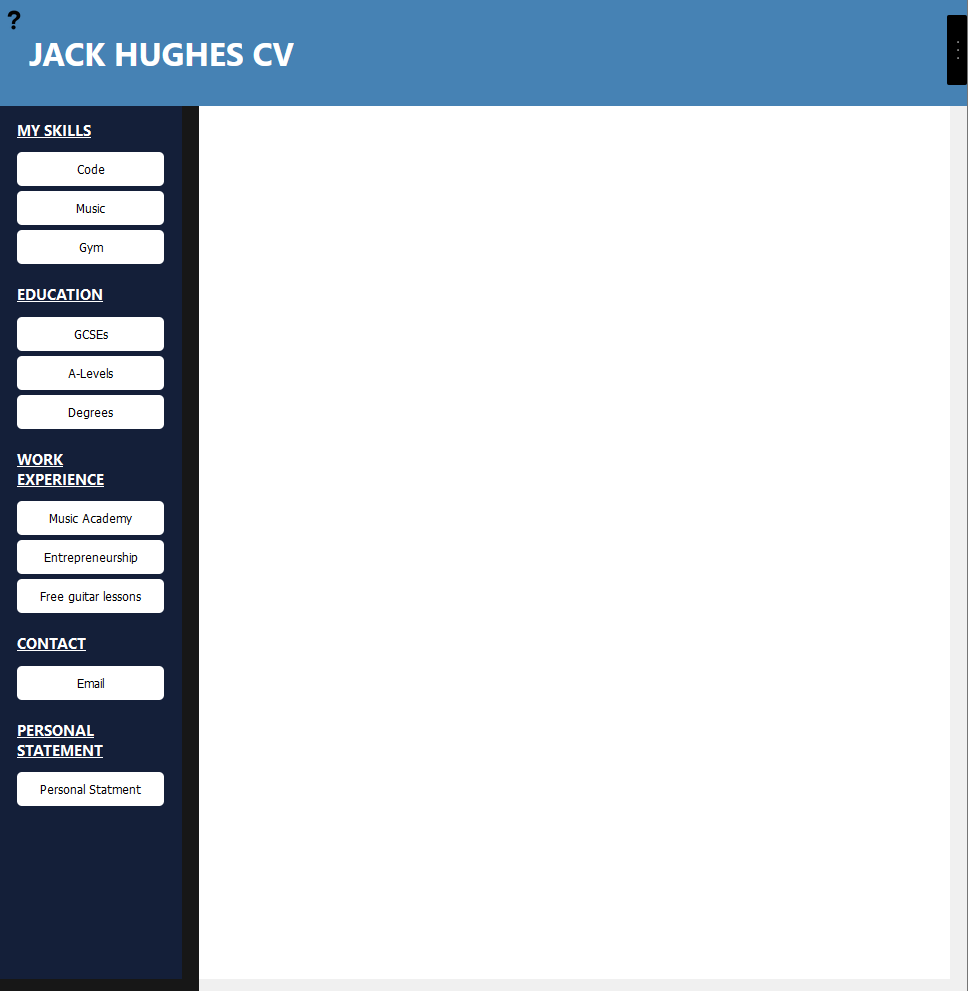 ?
JACK HUGHES CV
MY SKILLS
Code
Music
Gym
EDUCATION
GCSEs
A-Levels
Degrees
WORK
EXPERIENCE
Music Academy
Entrepreneurship
Free guitar lessons
CONTACT
Email
PERSONAL
STATEMENT
Personal Statment